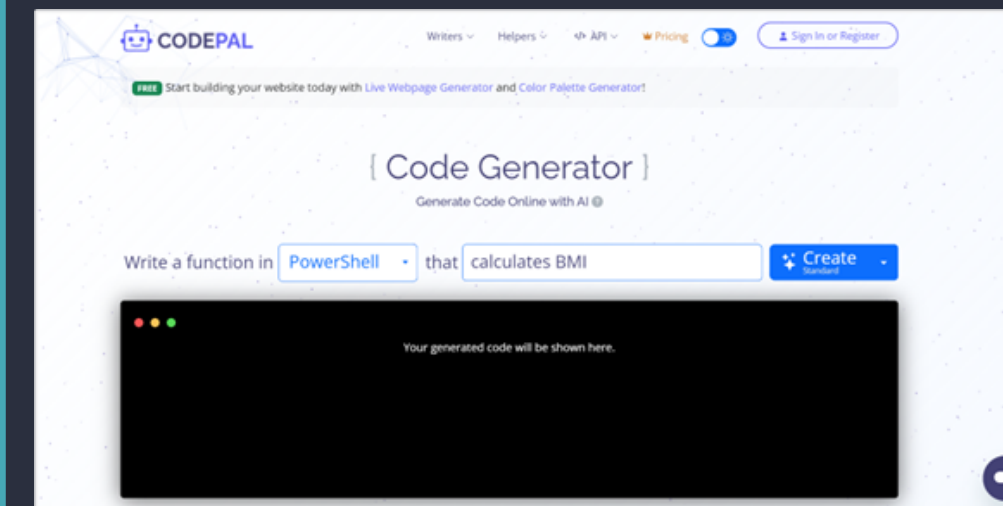 CODEPAL
Writers Helpers </> API Pricing Sign In or Register
FREE Start building your website today with Live Webpage Generator and Color Palette Generator!
{ Code Generator }
Generate Code Online with AI ?
Write a function in PowerShell that calculates BMI Create
Standard
Your generated code will be shown here.